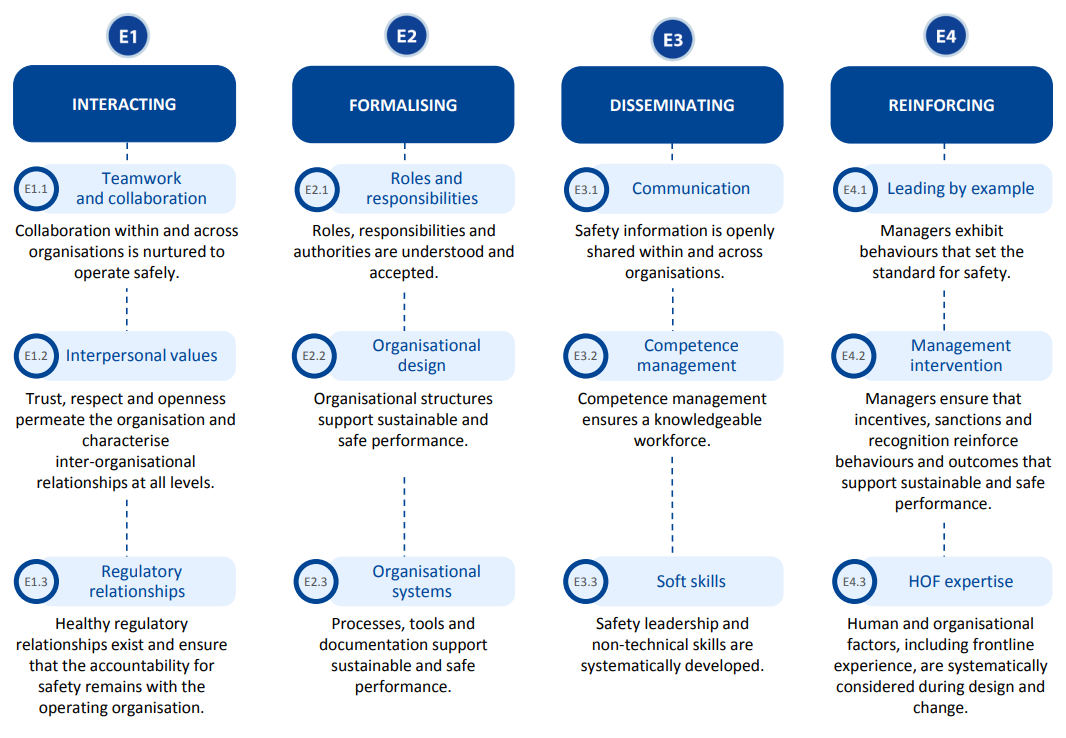 E1
INTERACTING
E1.1
Teamwork
and collaboration
Collaboration within and across
organisations is nurtured to
operate safely.
E1.2
Interpersonal values
Trust, respect and openness
permeate the organisation and
characterise
inter-organisational
relationships at all levels.
E1.3
Regulatory
relationships
Healthy regulatory
relationships exist and ensure
that the accountability for
safety remains with the
operating organisation.
E2
FORMALISING
E2.1
Roles and
responsibilities
Roles, responsibilities and
authorities are understood and
accepted.
E2.2
Organisational
design
Organisational structures
support sustainable and
safe performance.
E2.3
Organisational
systems
Processes, tools and
documentation support
sustainable and safe
performance.
E3
DISSEMINATING
E3.1
Communication
Safety information is openly
shared within and across
organisations.
E3.2
Competence
management
Competence management
ensures a knowledgeable
workforce.
E3.3
Soft skills
Safety leadership and
non-technical skills are
systematically developed.
E4
REINFORCING
E4.1
Leading by example
Managers exhibit
behaviours that set the
standard for safety.
E4.2
Management
intervention
Managers ensure that
incentives, sanctions and
recognition reinforce
behaviours and outcomes that
support sustainable and safe
performance.
E4.3
HOF expertise
Human and organisational
factors, including frontline
experience, are systematically
considered during design and
change.